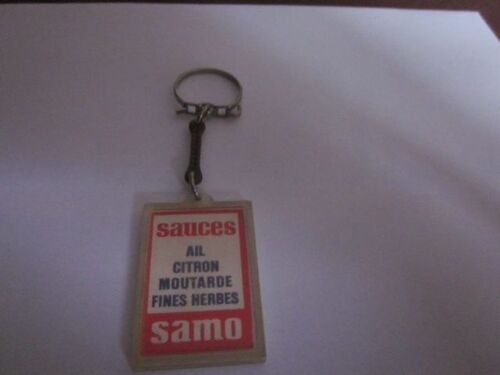 sauces
AIL
CITRON
MOUTARDE
FINES HERBES
samo